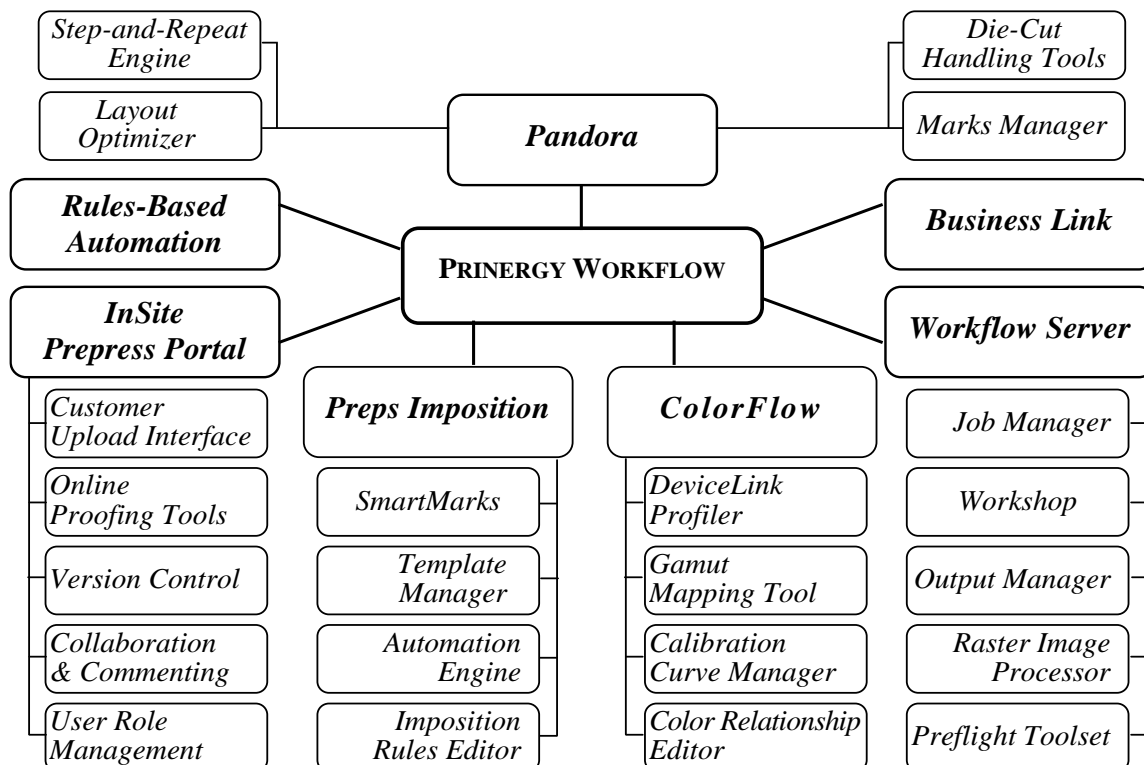 Step-and-Repeat
Engine
Layout
Optimizer
Pandora
Die-Cut
Handling Tools
Marks Manager
Rules-Based
Automation
PRINERGY WORKFLOW
Business Link
InSite
Prepress Portal
Workflow Server
Customer
Upload Interface
Online
Proofing Tools
Version Control
Collaboration
& Commenting
User Role
Management
Preps Imposition
SmartMarks
Template
Manager
Automation
Engine
Imposition
Rules Editor
ColorFlow
DeviceLink
Profiler
Gamut
Mapping Tool
Calibration
Curve Manager
Color Relationship
Editor
Job Manager
Workshop
Output Manager
Raster Image
Processor
Preflight Toolset